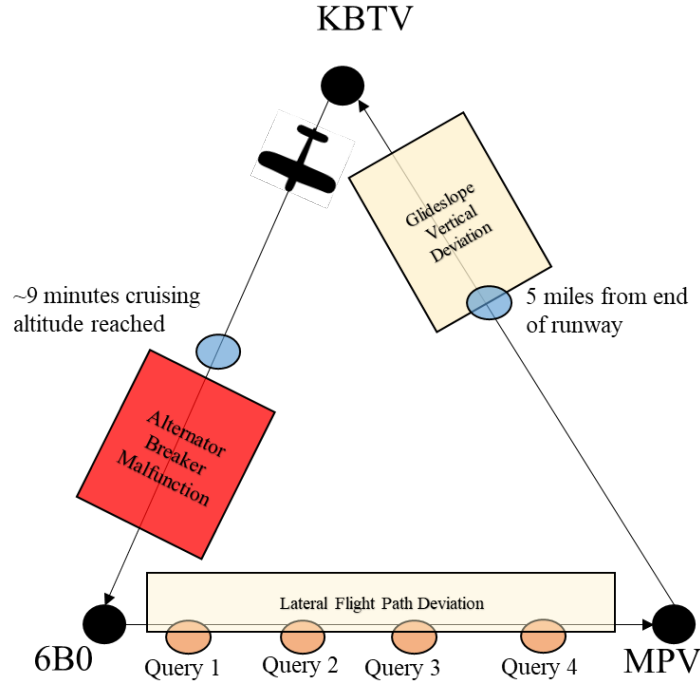 KBTV
Glideslope
Vertical
Deviation
~9 minutes cruising
altitude reached
5 miles from end
of runway
Alternator
Breaker
Malfunction
Lateral Flight Path Deviation
6B0
Query 1
Query 2
Query 3
Query 4
MPV